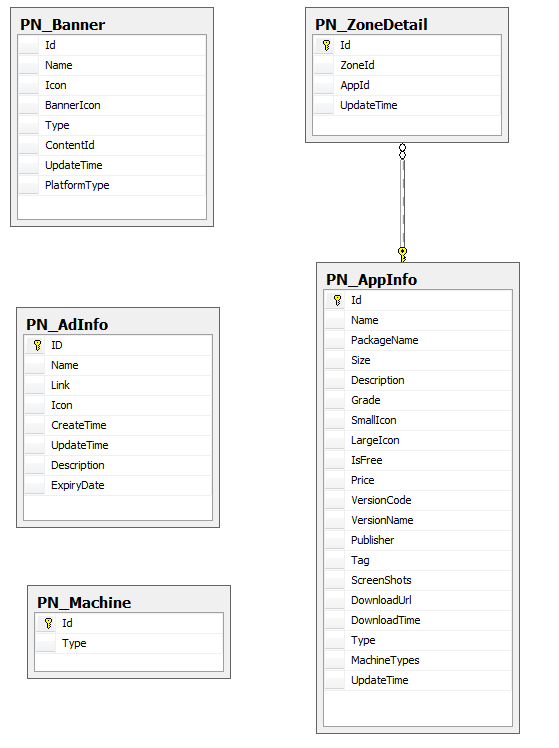 PN_Banner
Id
Name
Icon
BannerIcon
Type
ContentId
UpdateTime
PlatformType
PN_ZoneDetail
Id
ZoneId
AppId
UpdateTime
PN_AdInfo
ID
Name
Link
Icon
CreateTime
UpdateTime
Description
ExpiryDate
PN_AppInfo
Id
Name
PackageName
Size
Description
Grade
SmallIcon
LargeIcon
IsFree
Price
VersionCode
VersionName
Publisher
Tag
ScreenShots
DownloadUrl
DownloadTime
Type
MachineTypes
UpdateTime
PN_Machine
Id
Type